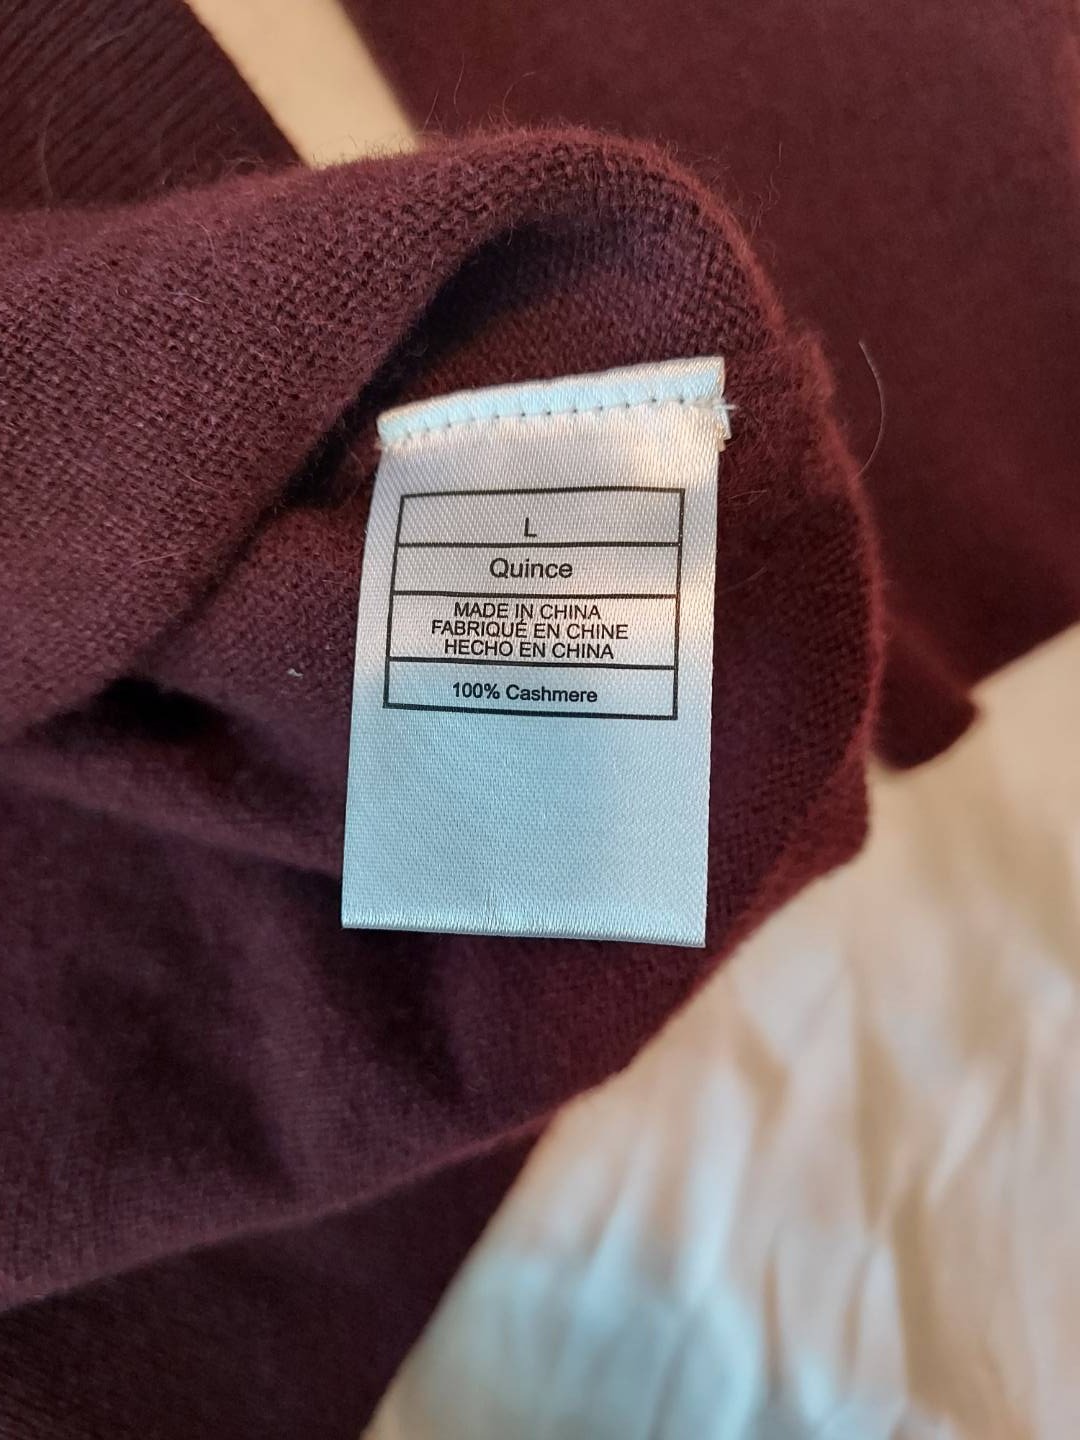 L
Quince
MADE IN CHINA
FABRIQUÉ EN CHINE
HECHO EN CHINA
100% Cashmere